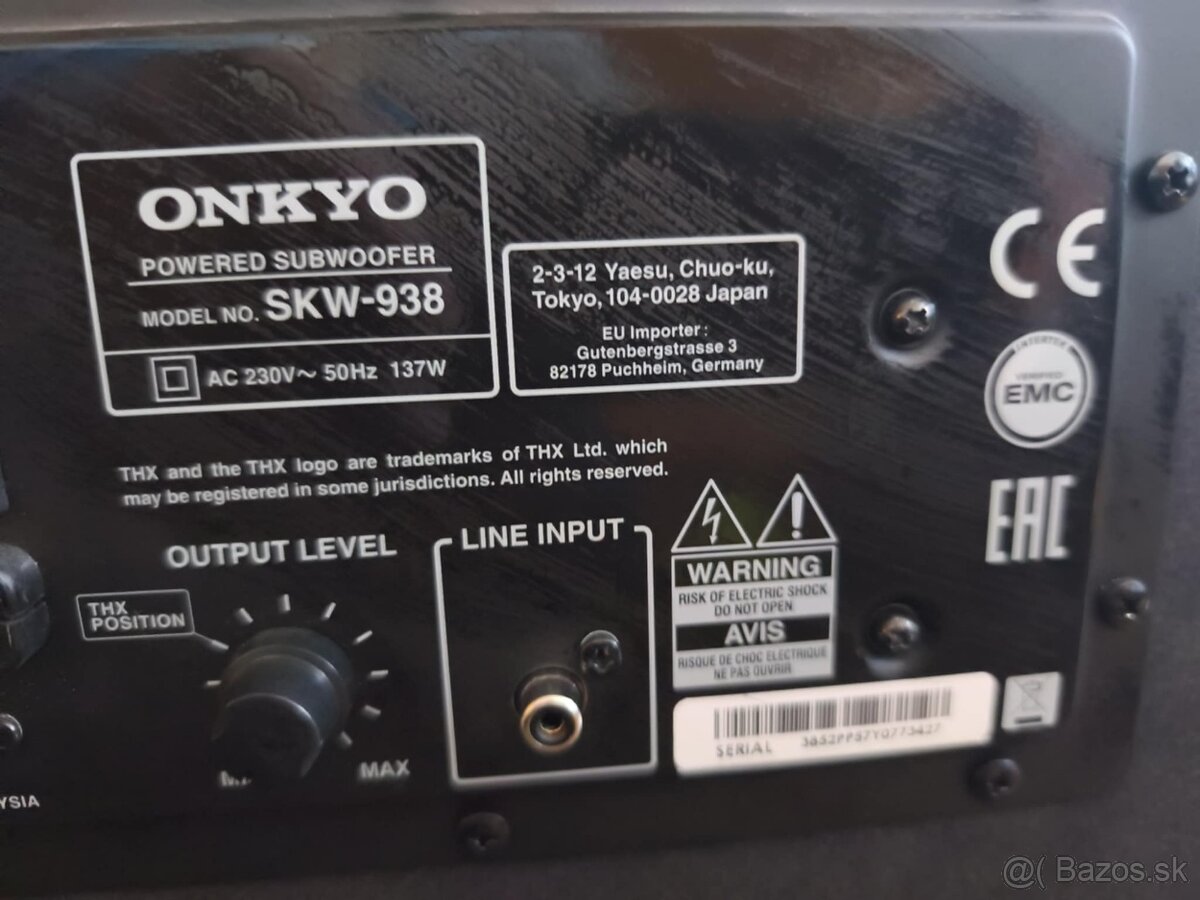 ONKYO
POWERED SUBWOOFER
MODEL NO. SKW-938
AC 230V~ 50Hz 137W
2-3-12 Yaesu, Chuo-ku,
Tokyo, 104-0028 Japan
EU Importer:
Gutenbergstrasse 3
82178 Puchheim, Germany
CE
INTERTEK
VERIFIED
EMC
EAC
THX and the THX logo are trademarks of THX Ltd. which
may be registered in some jurisdictions. All rights reserved.
OUTPUT LEVEL
THX
POSITION
MAX
LINE INPUT
WARNING
RISK OF ELECTRIC SHOCK
DO NOT OPEN
AVIS
RISQUE DE CHOC ELECTRIQUE
NE PAS OUVRIR
SERIAL
YSIA
@( Bazos.sk